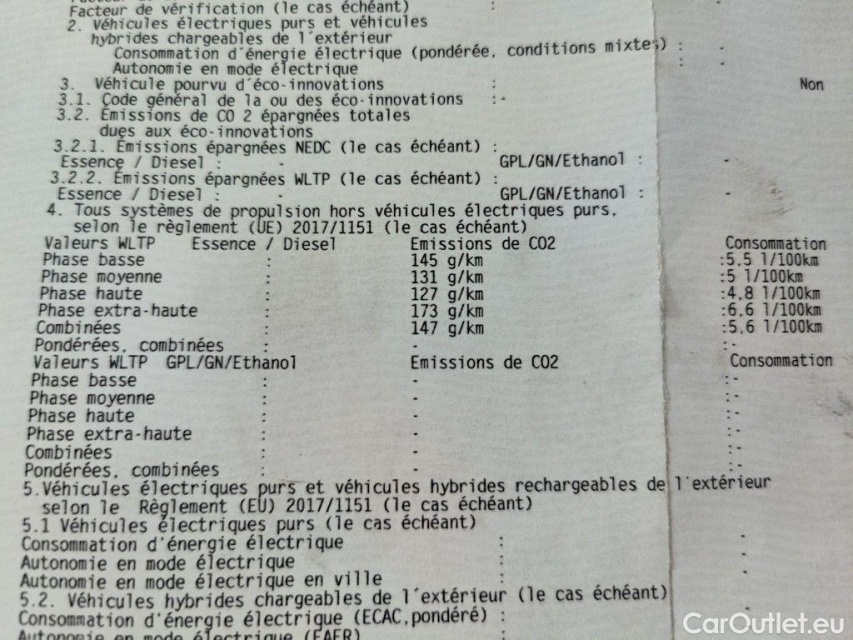 Facteur de vérification (le cas échéant) :
2. Véhicules électriques purs et véhicules
hybrides chargeables de l'extérieur
Consommation d'énergie électrique (pondérée, conditions mixtes) : -
Autonomie en mode électrique : -
3. Véhicule pourvu d'éco-innovations : Non
3.1. Code général de la ou des éco-innovations :-
3.2. Émissions de CO 2 épargnées totales
dues aux éco-innovations
3.2.1. Émissions épargnées NEDC (le cas échéant) :
Essence / Diesel : - GPL/GN/Ethanol : -
3.2.2. Émissions épargnées WLTP (le cas échéant) :
Essence / Diesel : - GPL/GN/Ethanol : -
4. Tous systèmes de propulsion hors véhicules électriques purs,
selon le règlement (UE) 2017/1151 (le cas échéant)
Valeurs WLTP Essence / Diesel Emissions de CO2 Consommation
Phase basse : 145 g/km :5,5 l/100km
Phase moyenne : 131 g/km :5 l/100km
Phase haute : 127 g/km :4,8 l/100km
Phase extra-haute : 173 g/km :6,6 l/100km
Combinées : 147 g/km :5,6 l/100km
Pondérées, combinées : - :-
Valeurs WLTP GPL/GN/Ethanol Emissions de CO2 Consommation
Phase basse : - :-
Phase moyenne : - :-
Phase haute : - :-
Phase extra-haute : - :-
Combinées : - :-
Pondérées, combinées : - :-
5.Véhicules électriques purs et véhicules hybrides rechargeables de l'extérieur
selon le Règlement (EU) 2017/1151 (le cas échéant)
5.1 Véhicules électriques purs (le cas échéant)
Consommation d'énergie électrique : -
Autonomie en mode électrique : -
Autonomie en mode électrique en ville : -
5.2. Véhicules hybrides chargeables de l'extérieur (le cas échéant)
Consommation d'énergie électrique (ECAC,pondéré) : -
Autonomie en mode électrique (EAER) :
CarOutlet.eu